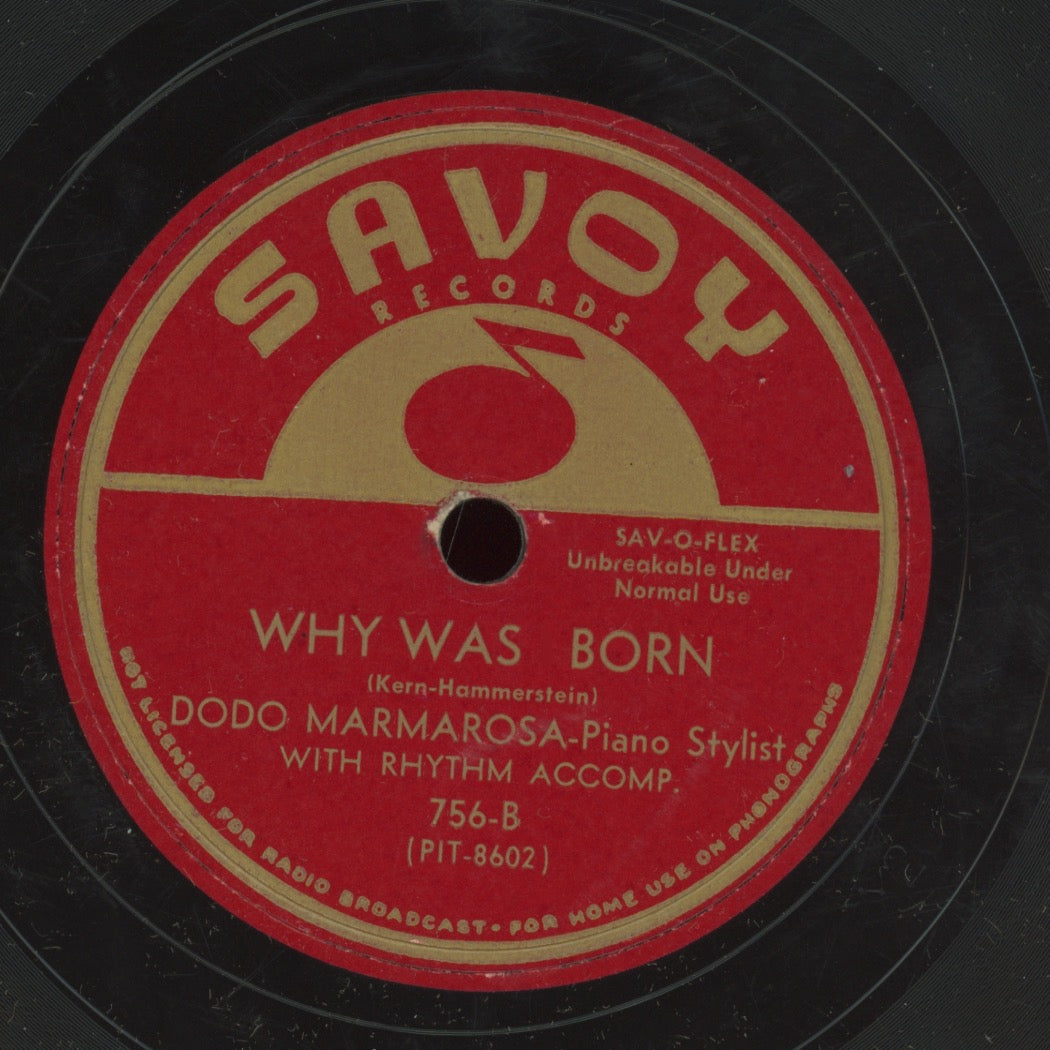 SAVOY
RECORDS
SAV-O-FLEX
Unbreakable Under
Normal Use
WHY WAS BORN
(Kern-Hammerstein)
DODO MARMAROSA-Piano Stylist
WITH RHYTHM ACCOMP.
756-B
(PIT-8602)
NOT LICENSED FOR RADIO BROADCAST • FOR HOME USE ON PHONOGRAPHS